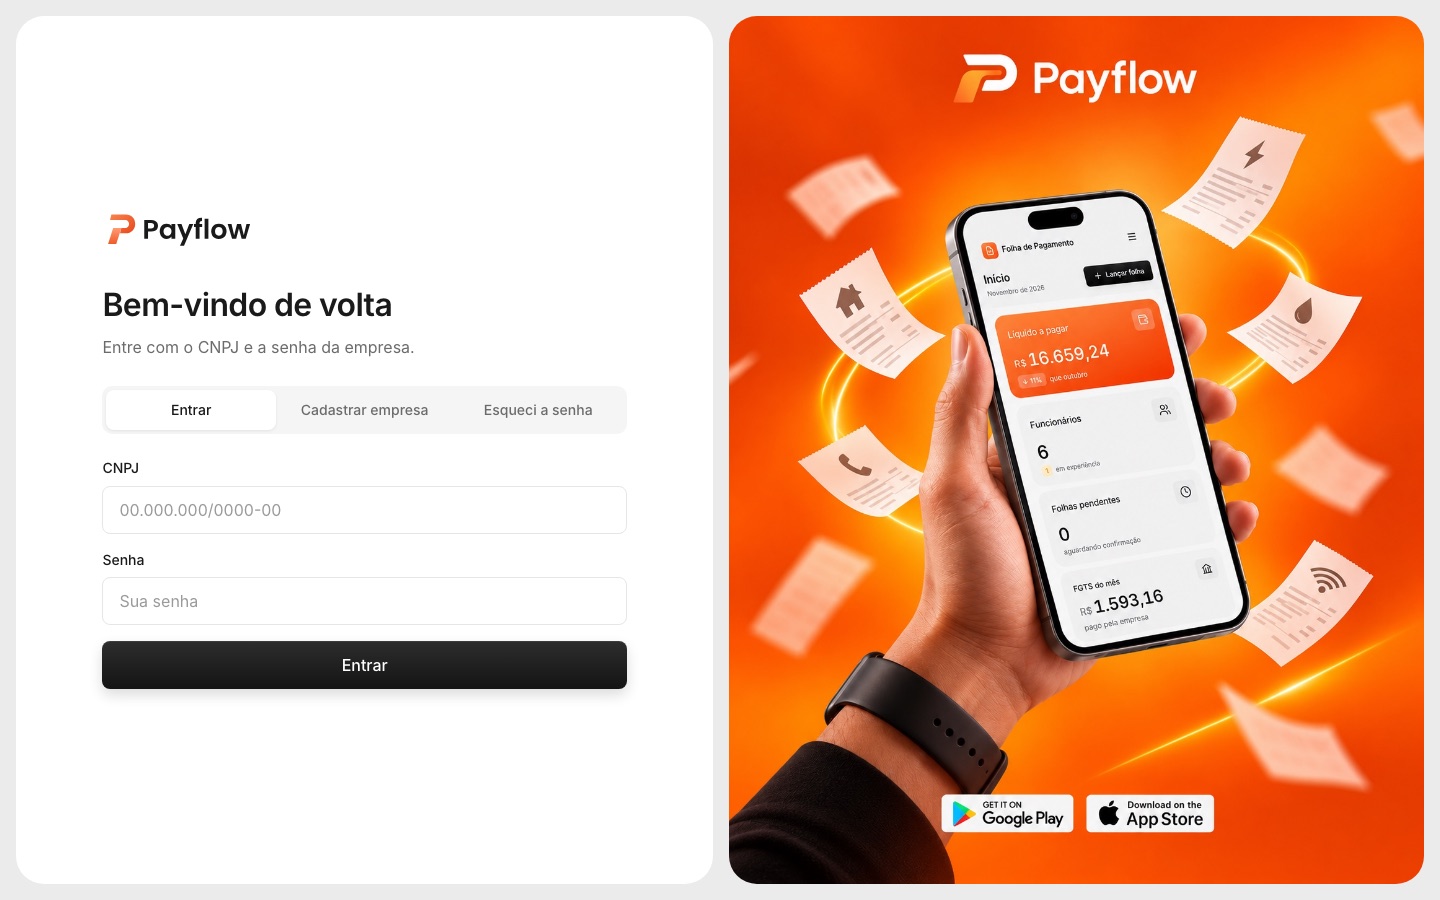 Payflow
Bem-vindo de volta
Entre com o CNPJ e a senha da empresa.
Entrar
Cadastrar empresa
Esqueci a senha
CNPJ
00.000.000/0000-00
Senha
Sua senha
Entrar
Payflow
Folha de Pagamento
Início
Novembro de 2026
+ Lançar folha
Líquido a pagar
R$ 16.659,24
↓ 11% que outubro
Funcionários
6
1 em experiência
Folhas pendentes
0
aguardando confirmação
FGTS do mês
R$ 1.593,16
pago pela empresa
GET IT ON
Google Play
Download on the
App Store